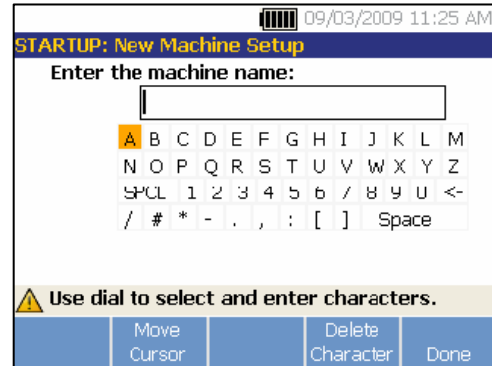 09/03/2009 11:25 AM
STARTUP: New Machine Setup
Enter the machine name:
A B C D E F G H I J K L M
N O P Q R S T U V W X Y Z
SPCL 1 2 3 4 5 6 7 8 9 0 <-
/ # * - . , : [ ] Space
Use dial to select and enter characters.
Move Cursor Delete Character Done